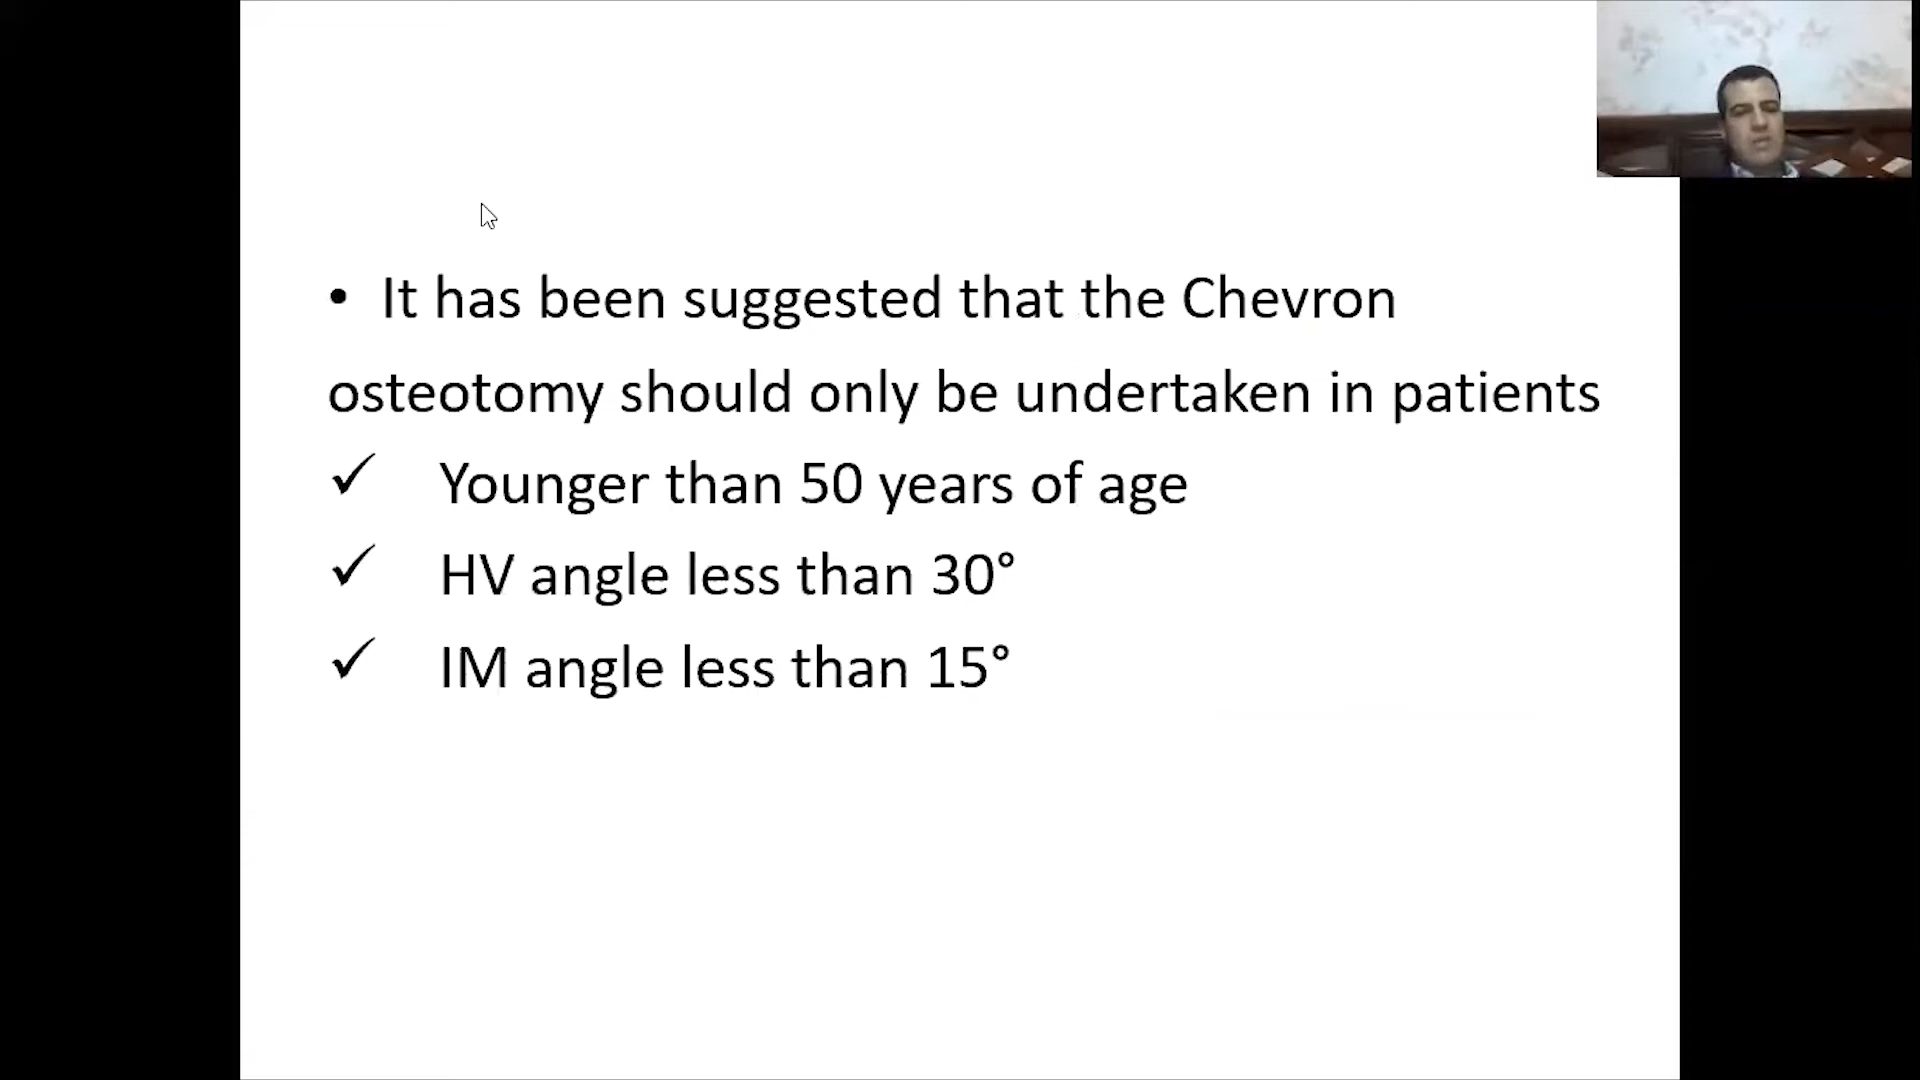 • It has been suggested that the Chevron
osteotomy should only be undertaken in patients
✓ Younger than 50 years of age
✓ HV angle less than 30°
✓ IM angle less than 15°